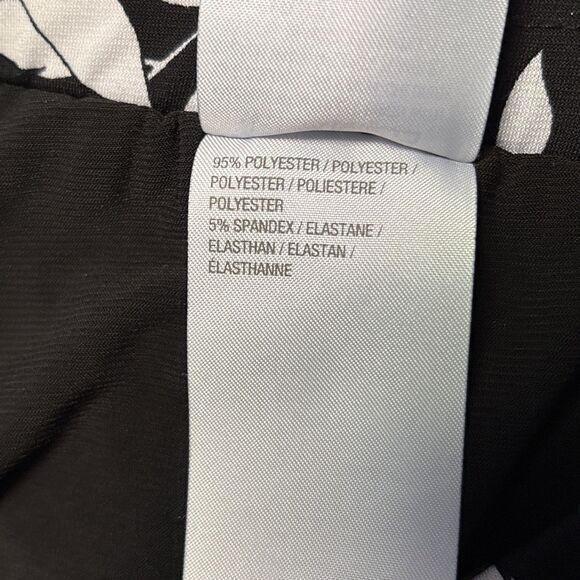 95% POLYESTER / POLYESTER /
POLYESTER / POLIESTERE /
POLYESTER
5% SPANDEX / ELASTANE /
ELASTHAN / ELASTAN /
ÉLASTHANNE